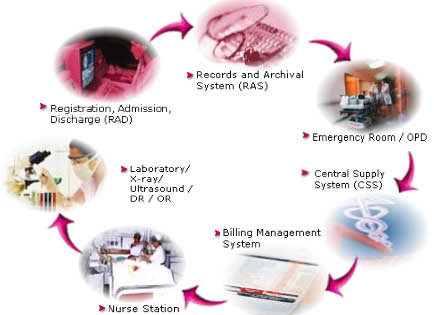 Records and Archival
System (RAS)
Registration, Admission,
Discharge (RAD)
Emergency Room / OPD
Laboratory/
X-ray/
Ultrasound /
DR / OR
Central Supply
System (CSS)
Billing Management
System
Nurse Station